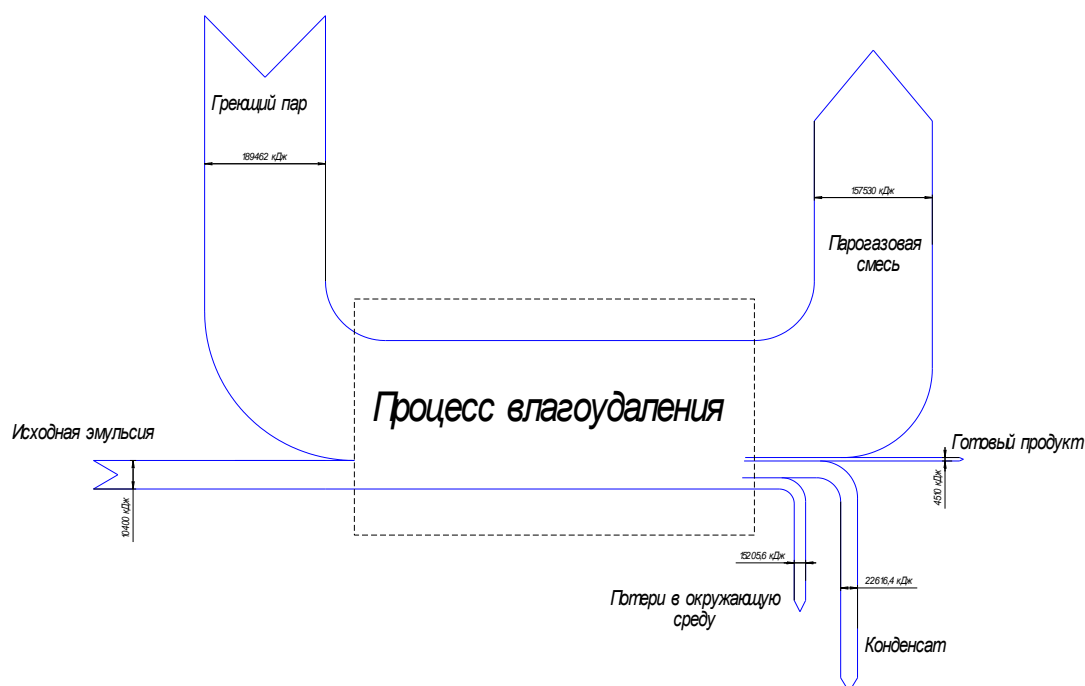 Греющий пар
189462 кДж
157530 кДж
Парогазовая
смесь
Процесс влагоудаления
Исходная эмульсия
10400 кДж
Готовый продукт
4510 кДж
15205,6 кДж
22616,4 кДж
Потери в окружающую
среду
Конденсат